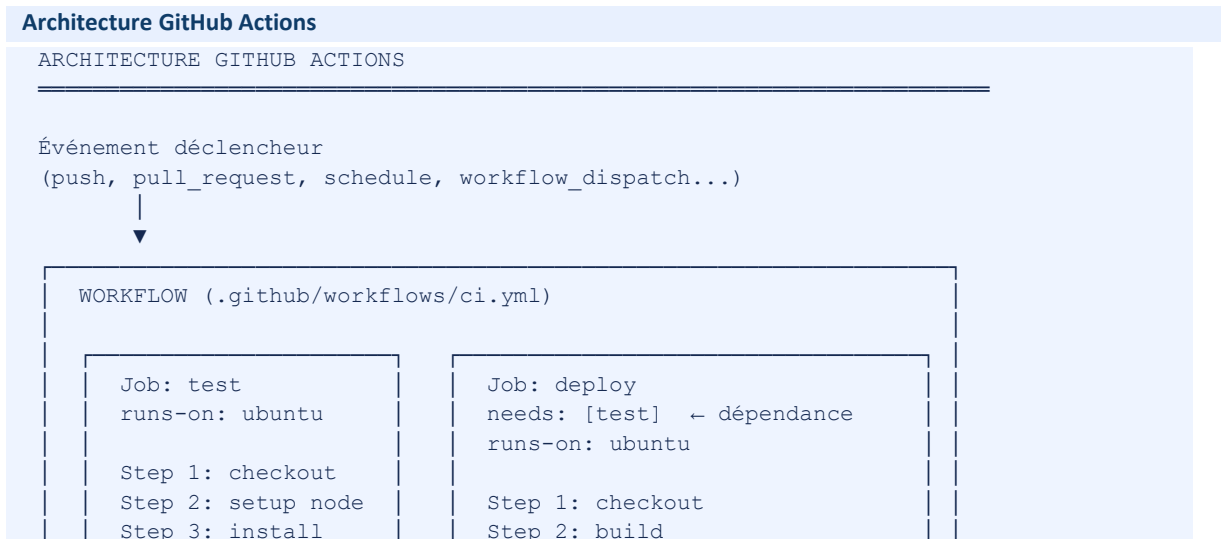 Architecture GitHub Actions
ARCHITECTURE GITHUB ACTIONS
Événement déclencheur
(push, pull_request, schedule, workflow_dispatch...)
▼
WORKFLOW (.github/workflows/ci.yml)
Job: test
runs-on: ubuntu
Step 1: checkout
Step 2: setup node
Step 3: install
Job: deploy
needs: [test] ← dépendance
runs-on: ubuntu
Step 1: checkout
Step 2: build